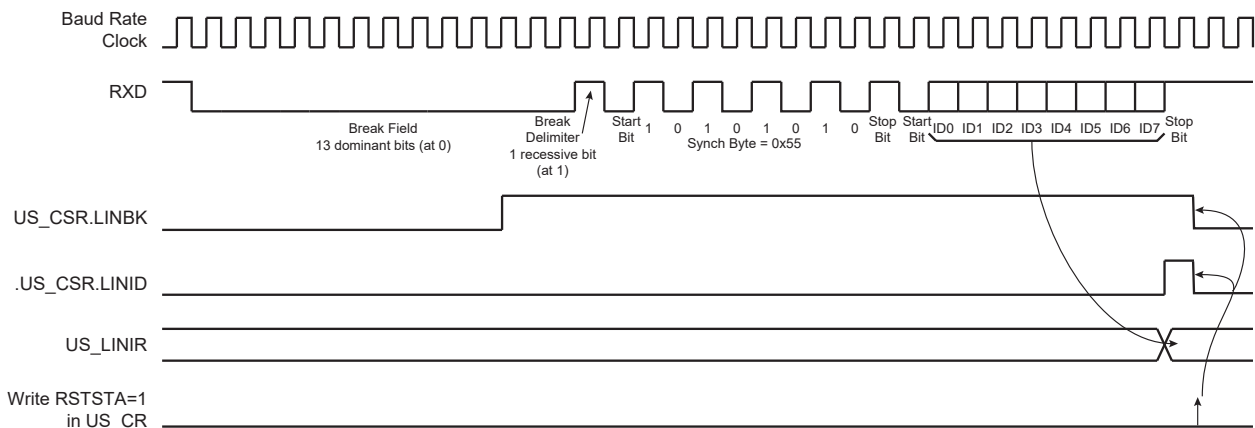 Baud Rate
Clock
RXD
Break Field
13 dominant bits (at 0)
Break
Delimiter
1 recessive bit
(at 1)
Start
Bit
1 0 1 0 1 0 1 0
Synch Byte = 0x55
Stop
Bit
Start
Bit
ID0 ID1 ID2 ID3 ID4 ID5 ID6 ID7
Stop
Bit
US_CSR.LINBK
.US_CSR.LINID
US_LINIR
Write RSTSTA=1
in US_CR